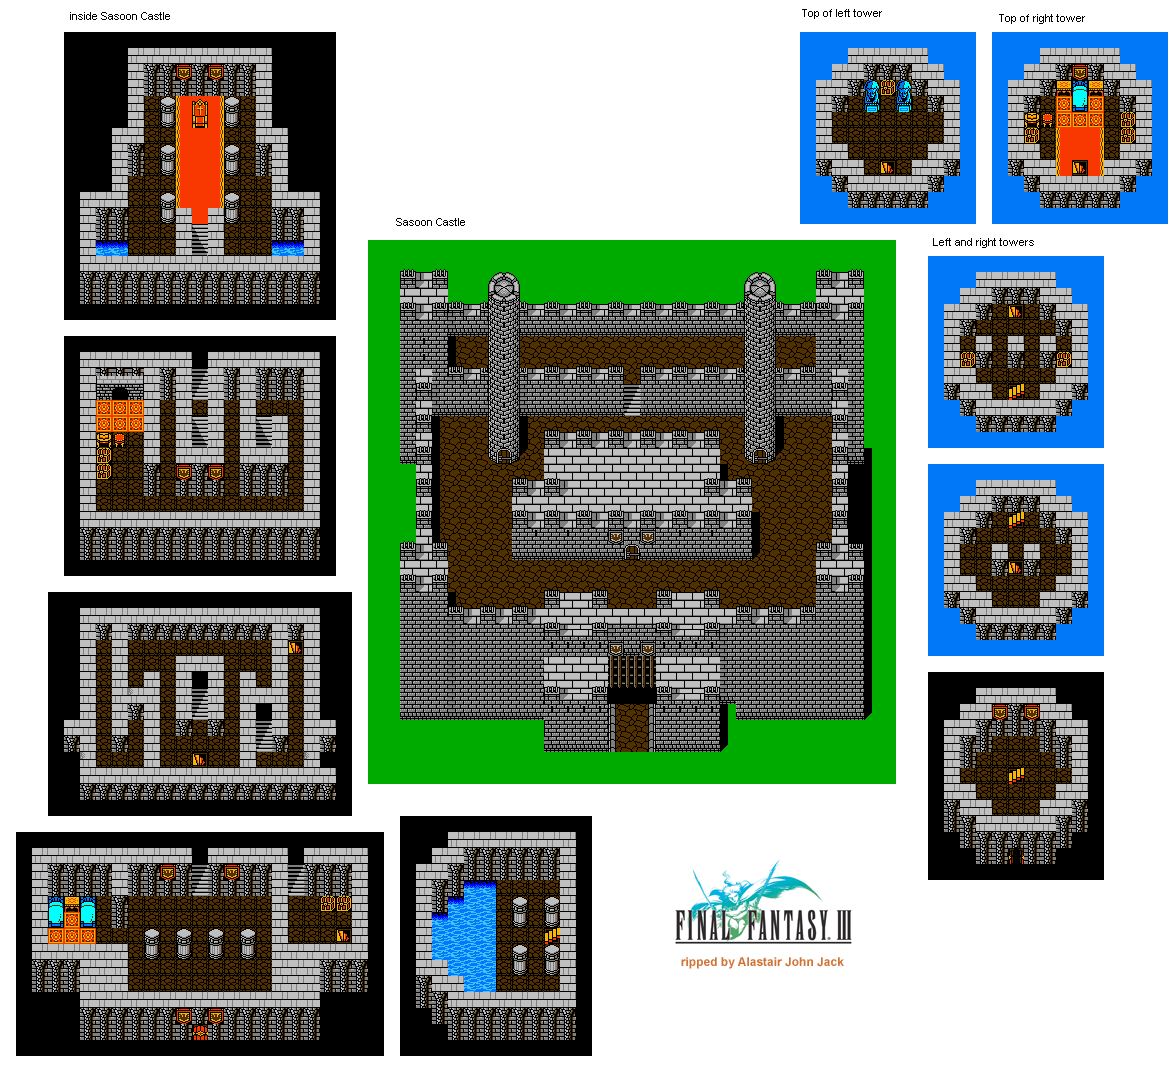 inside Sasoon Castle
Top of left tower
Top of right tower
Sasoon Castle
Left and right towers
FINAL FANTASY. III
ripped by Alastair John Jack